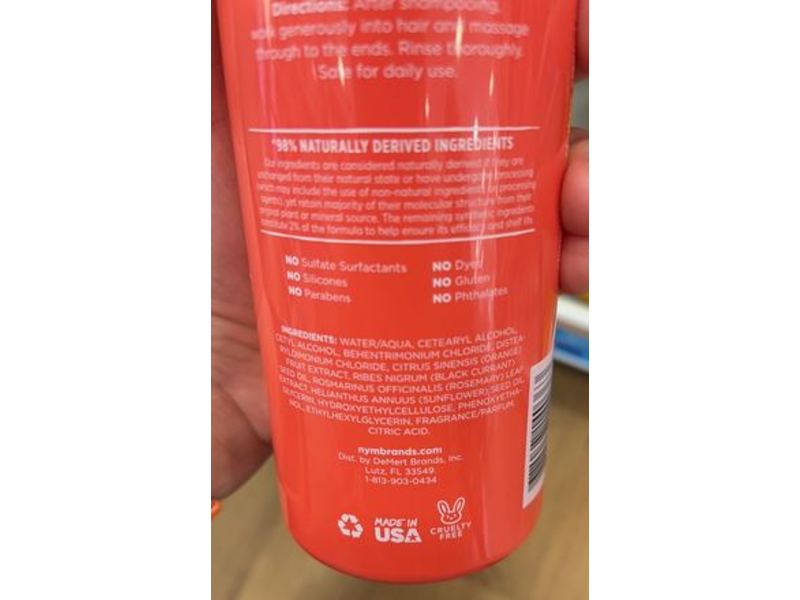 Directions: After shampooing,
work generously into hair and massage
through to the ends. Rinse thoroughly.
Safe for daily use.
*98% NATURALLY DERIVED INGREDIENTS
Our ingredients are considered naturally derived if they are
unchanged from their natural state or have undergone processing
(which may include the use of non-natural ingredients or processing
agents), yet retain majority of their molecular structure from their
original plant or mineral source. The remaining synthetic ingredients
constitute 2% of the formula to help ensure its efficacy and shelf life.
NO Sulfate Surfactants NO Dyes
NO Silicones NO Gluten
NO Parabens NO Phthalates
INGREDIENTS: WATER/AQUA, CETEARYL ALCOHOL,
CETYL ALCOHOL, BEHENTRIMONIUM CHLORIDE, DISTEA-
RYLDIMONIUM CHLORIDE, CITRUS SINENSIS (ORANGE)
FRUIT EXTRACT, RIBES NIGRUM (BLACK CURRANT)
SEED OIL, ROSMARINUS OFFICINALIS (ROSEMARY) LEAF
EXTRACT, HELIANTHUS ANNUUS (SUNFLOWER) SEED OIL,
GLYCERIN, HYDROXYETHYLCELLULOSE, PHENOXYETHA-
NOL, ETHYLHEXYLGLYCERIN, FRAGRANCE/PARFUM,
CITRIC ACID.
nymbrands.com
Dist. by DeMert Brands, Inc.
Lutz, FL 33549
1-813-903-0434
MADE IN
USA
CRUELTY
FREE